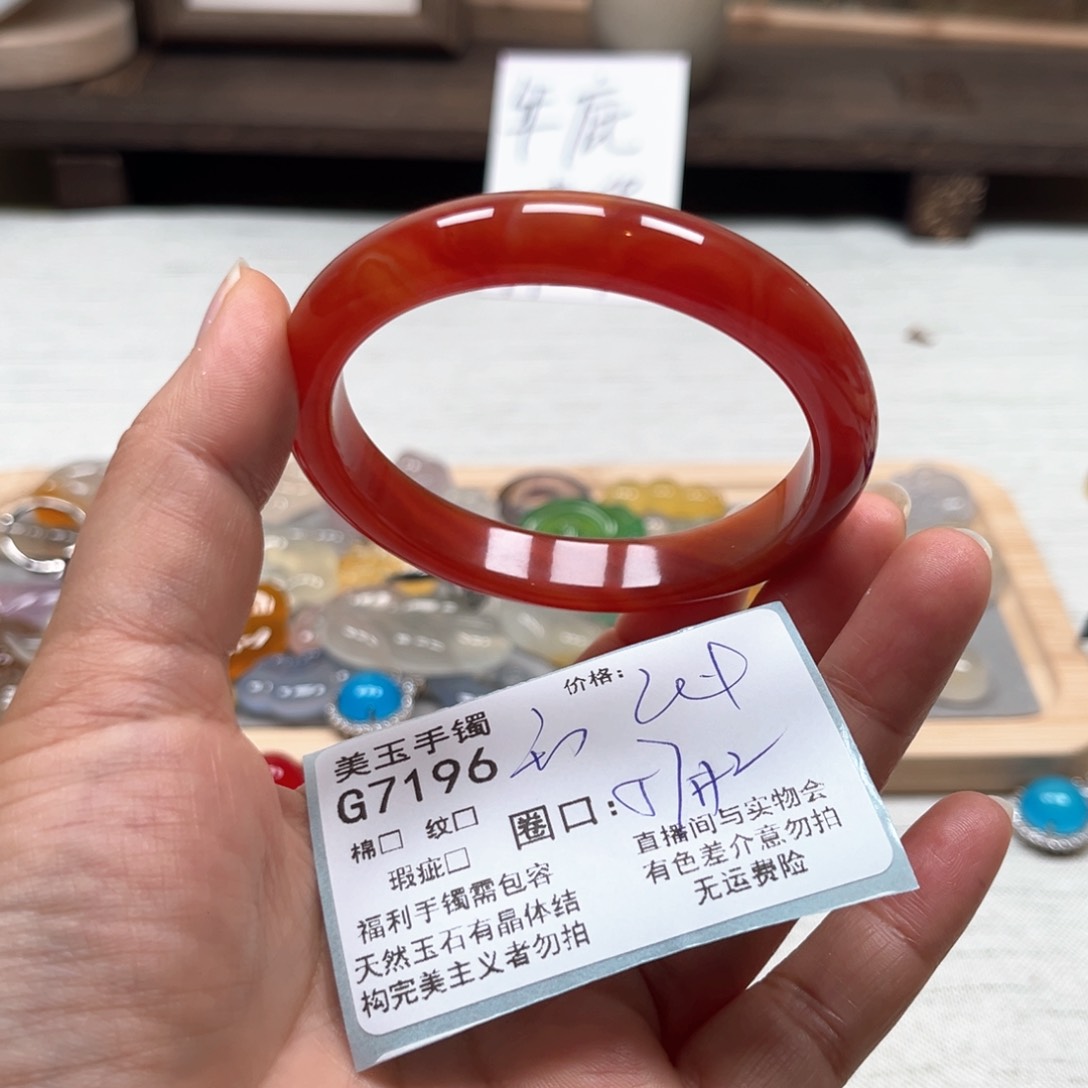 年底
价格:
美玉手镯
G7196
圈口:
棉□ 纹□
瑕疵□
直播间与实物会
有色差介意勿拍
无运费险
福利手镯需包容
天然玉石有晶体结
构完美主义者勿拍